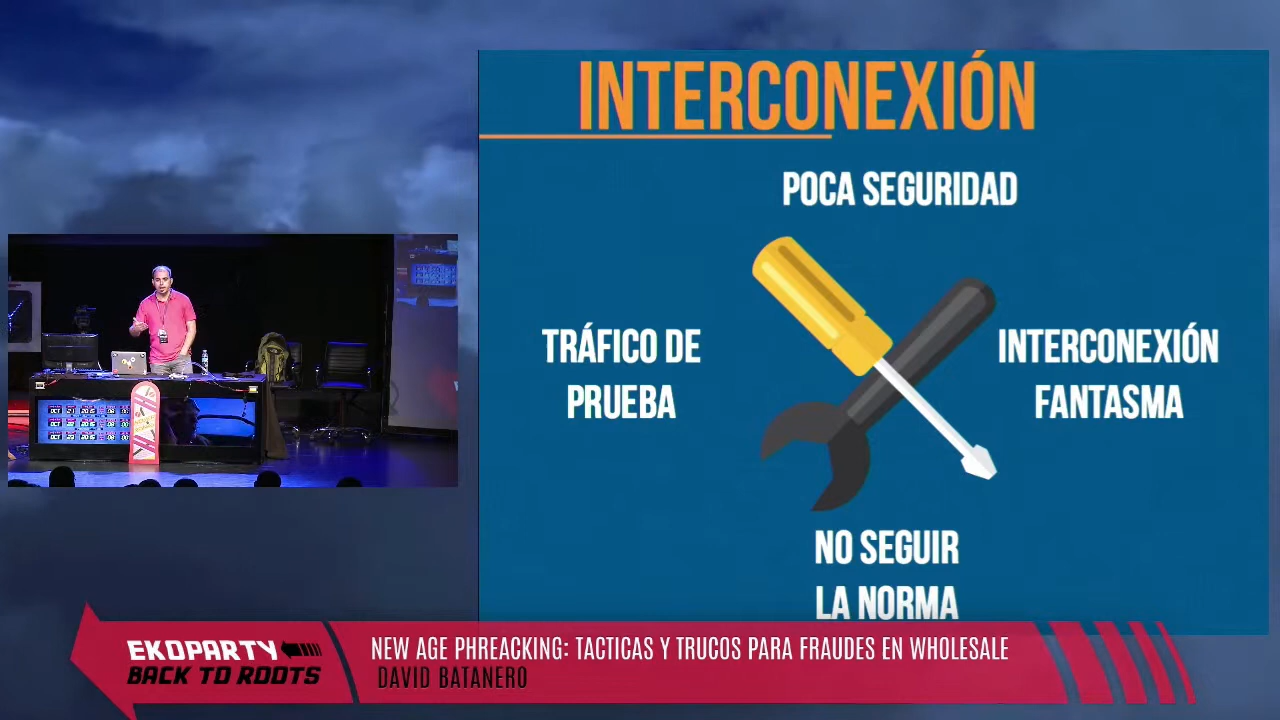 INTERCONEXIÓN
POCA SEGURIDAD
TRÁFICO DE
PRUEBA
INTERCONEXIÓN
FANTASMA
NO SEGUIR
LA NORMA
EKOPARTY
BACK TO ROOTS
NEW AGE PHREACKING: TACTICAS Y TRUCOS PARA FRAUDES EN WHOLESALE
DAVID BATANERO